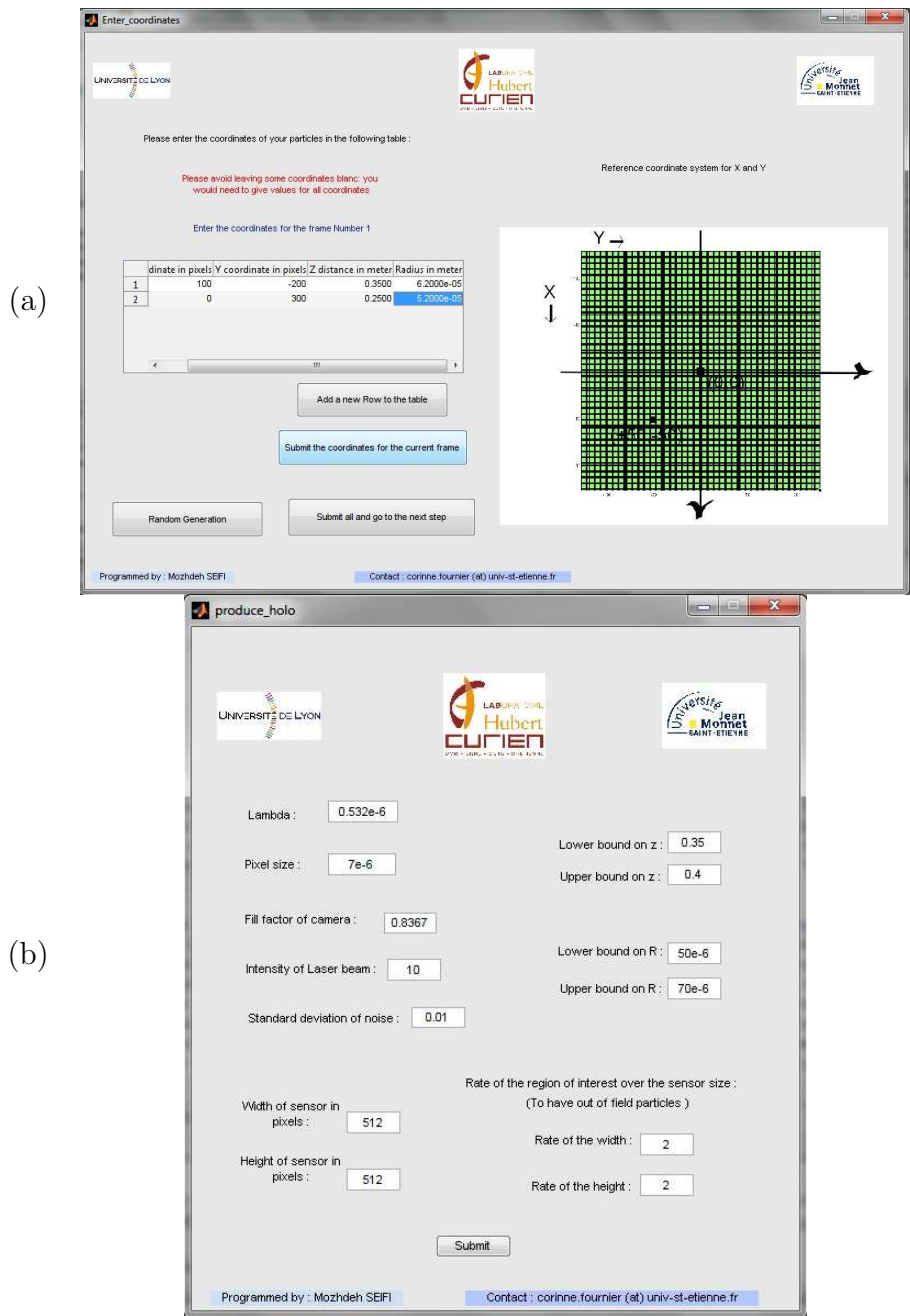 (a)
Enter_coordinates
UNIVERSITÉ DE LYON
Hubert
CURIEN
Université
Jean
Monnet
SAINT-ETIENNE
Please enter the coordinates of your particles in the following table :
Please avoid leaving some coordinates blanc: you
would need to give values for all coordinates
Enter the coordinates for the frame Number 1
dinate in pixels Y coordinate in pixels Z distance in meter Radius in meter
1 100 -200 0.3500 6.2000e-05
2 0 300 0.2500 5.2000e-05
Add a new Row to the table
Submit the coordinates for the current frame
Random Generation
Submit all and go to the next step
Reference coordinate system for X and Y
Y
X
(0,0)
Programmed by : Mozhdeh SEIFI
Contact : corinne.fournier (at) univ-st-etienne.fr
(b)
produce_holo
UNIVERSITÉ DE LYON
Hubert
CURIEN
Université
Jean
Monnet
SAINT-ETIENNE
Lambda : 0.532e-6
Pixel size : 7e-6
Fill factor of camera : 0.8367
Intensity of Laser beam : 10
Standard deviation of noise : 0.01
Width of sensor in
pixels : 512
Height of sensor in
pixels : 512
Lower bound on z : 0.35
Upper bound on z : 0.4
Lower bound on R : 50e-6
Upper bound on R : 70e-6
Rate of the region of interest over the sensor size :
(To have out of field particles )
Rate of the width : 2
Rate of the height : 2
Submit
Programmed by : Mozhdeh SEIFI
Contact : corinne.fournier (at) univ-st-etienne.fr